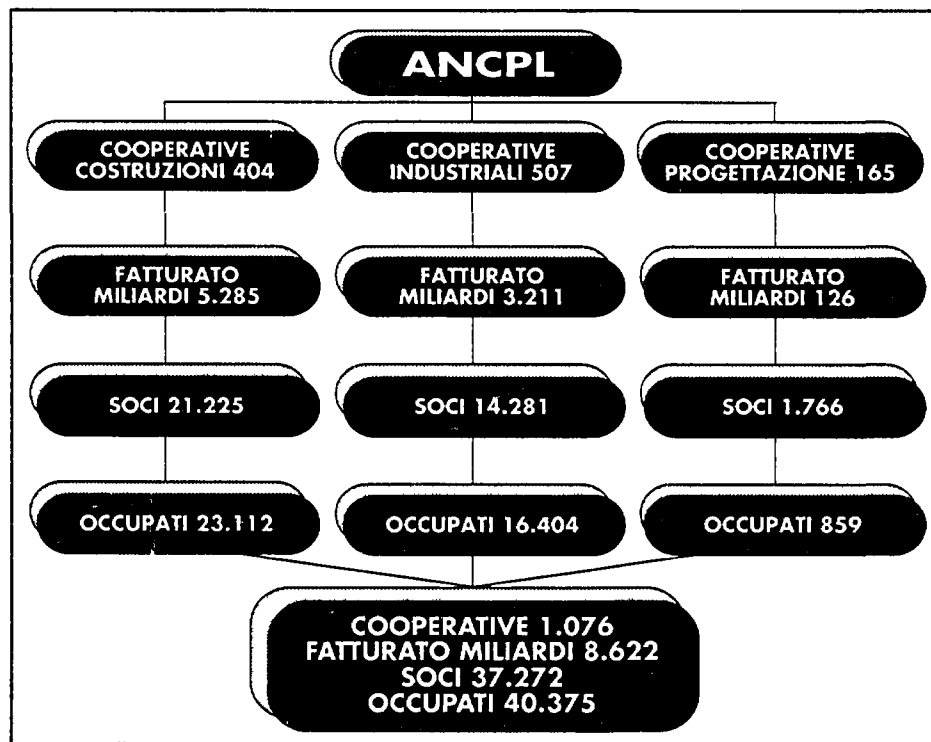 ANCPL
COOPERATIVE
COSTRUZIONI 404
COOPERATIVE
INDUSTRIALI 507
COOPERATIVE
PROGETTAZIONE 165
FATTURATO
MILIARDI 5.285
FATTURATO
MILIARDI 3.211
FATTURATO
MILIARDI 126
SOCI 21.225
SOCI 14.281
SOCI 1.766
OCCUPATI 23.112
OCCUPATI 16.404
OCCUPATI 859
COOPERATIVE 1.076
FATTURATO MILIARDI 8.622
SOCI 37.272
OCCUPATI 40.375